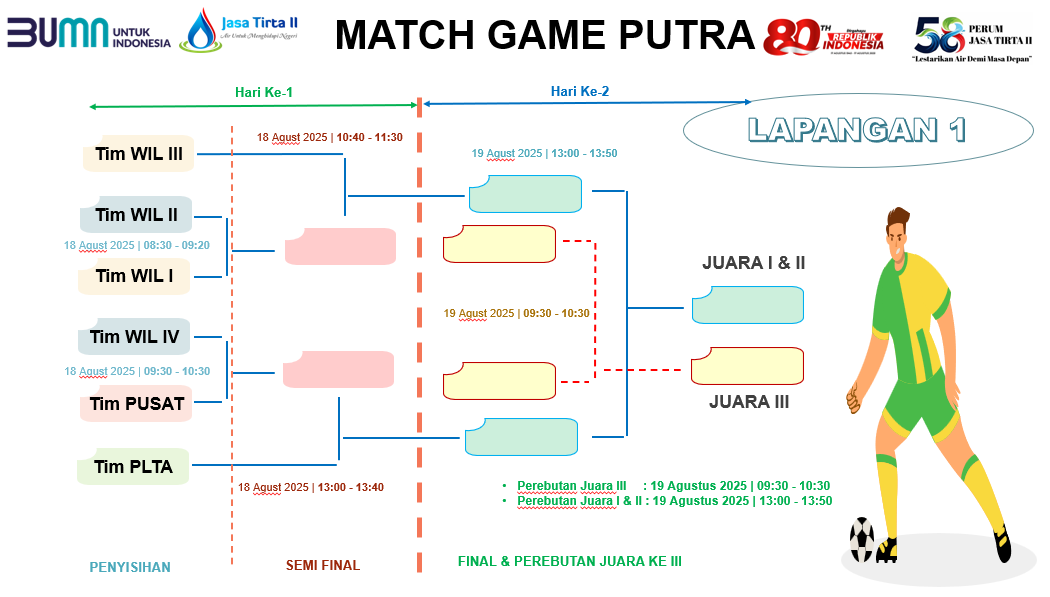 BUMN UNTUK INDONESIA
Jasa Tirta II
Air Untuk Menghidupi Negeri
MATCH GAME PUTRA
80TH
REPUBLIK
INDONESIA
58 PERUM
JASA TIRTA II
"Lestarikan Air Demi Masa Depan"
Hari Ke-1
Hari Ke-2
LAPANGAN 1
18 Agust 2025 | 10:40 - 11:30
Tim WIL III
19 Agust 2025 | 13:00 - 13:50
Tim WIL II
18 Agust 2025 | 08:30 - 09:20
Tim WIL I
JUARA I & II
19 Agust 2025 | 09:30 - 10:30
Tim WIL IV
18 Agust 2025 | 09:30 - 10:30
Tim PUSAT
JUARA III
Tim PLTA
18 Agust 2025 | 13:00 - 13:40
• Perebutan Juara III : 19 Agustus 2025 | 09:30 - 10:30
• Perebutan Juara I & II : 19 Agustus 2025 | 13:00 - 13:50
PENYISIHAN
SEMI FINAL
FINAL & PEREBUTAN JUARA KE III